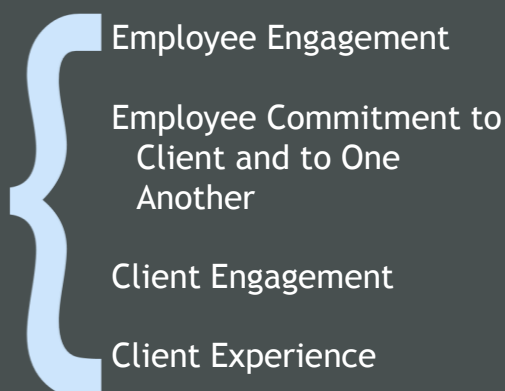 Employee Engagement
Employee Commitment to
Client and to One
Another
Client Engagement
Client Experience